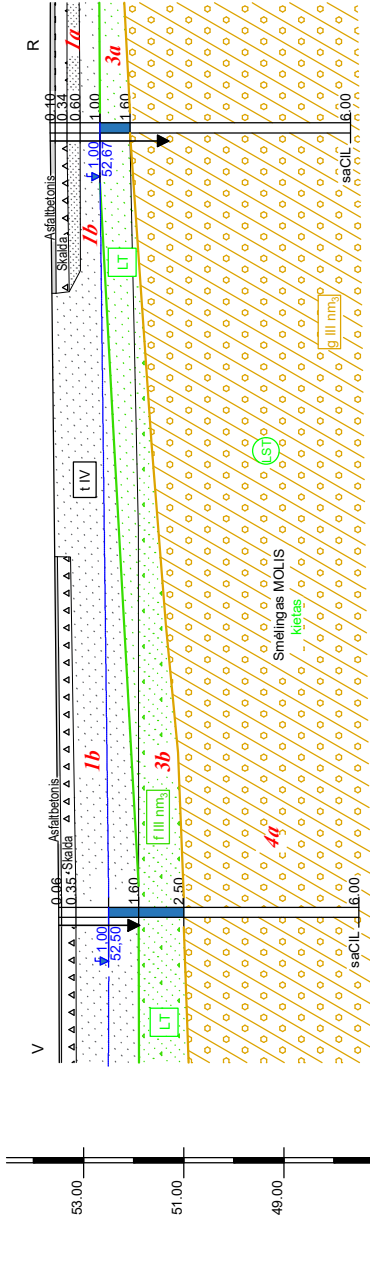 V
R
53.00
51.00
49.00
Asfaltbetonis
Skalda
0.06
0.35
1.60
2.50
6.00
1.00
52,50
saCIL
1b
LT
f III nm3
3b
4a
Smėlingas MOLIS
kietas
LST
g III nm3
t IV
1b
LT
Asfaltbetonis
Skalda
0.10
0.34
0.60
1.00
1.60
6.00
1.00
52,67
saCIL
1a
3a